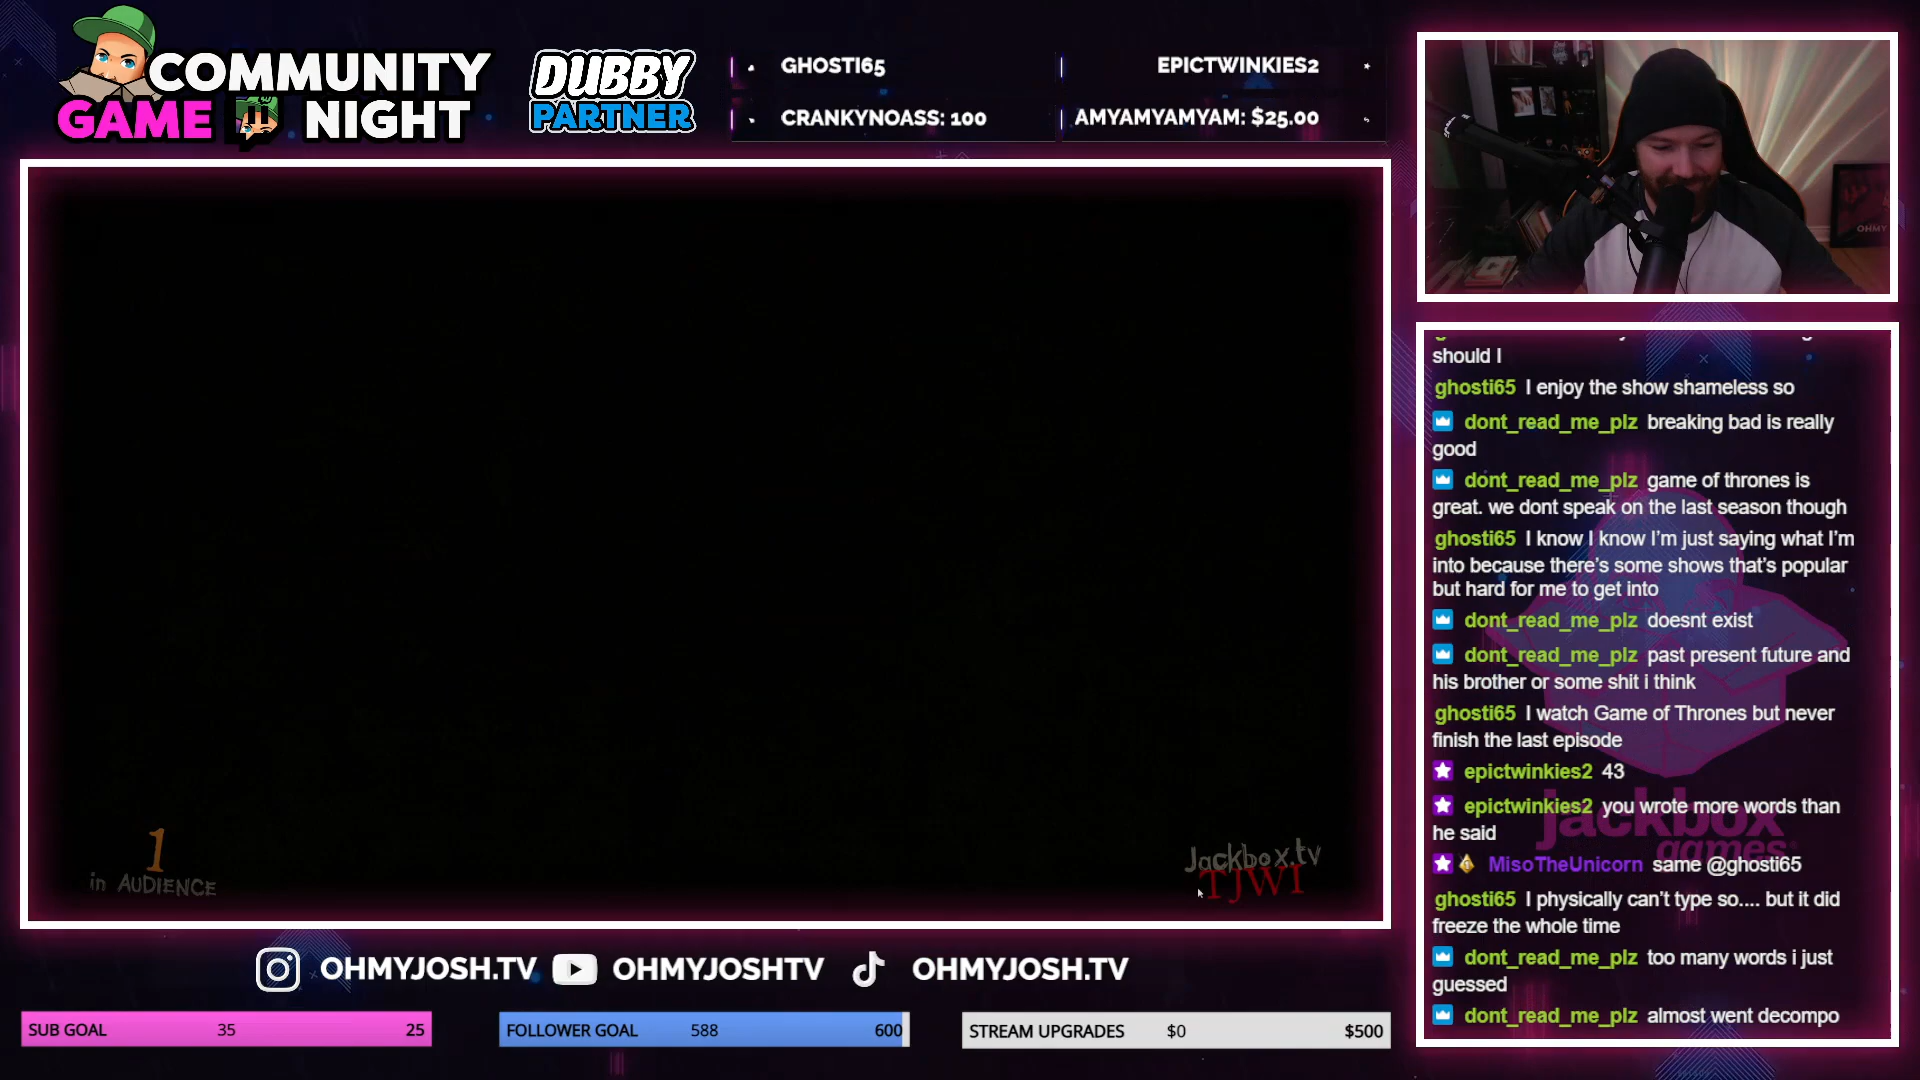 COMMUNITY
GAME NIGHT
DUBBY
PARTNER
GHOSTI65
EPICTWINKIES2
CRANKYNOASS: 100
AMYAMYAMYAM: $25.00
OHMY
should I
ghosti65 I enjoy the show shameless so
dont_read_me_plz breaking bad is really
good
dont_read_me_plz game of thrones is
great. we dont speak on the last season though
ghosti65 I know I know I’m just saying what I’m
into because there’s some shows that’s popular
but hard for me to get into
dont_read_me_plz doesnt exist
dont_read_me_plz past present future and
his brother or some shit i think
ghosti65 I watch Game of Thrones but never
finish the last episode
epictwinkies2 43
epictwinkies2 you wrote more words than
he said
MisoTheUnicorn same @ghosti65
ghosti65 I physically can’t type so.... but it did
freeze the whole time
dont_read_me_plz too many words i just
guessed
dont_read_me_plz almost went decompo
jackbox
games
1
in AUDIENCE
Jackbox.tv
TJWI
OHMYJOSH.TV
OHMYJOSHTV
OHMYJOSH.TV
SUB GOAL 35 25
FOLLOWER GOAL 588 600
STREAM UPGRADES $0 $500